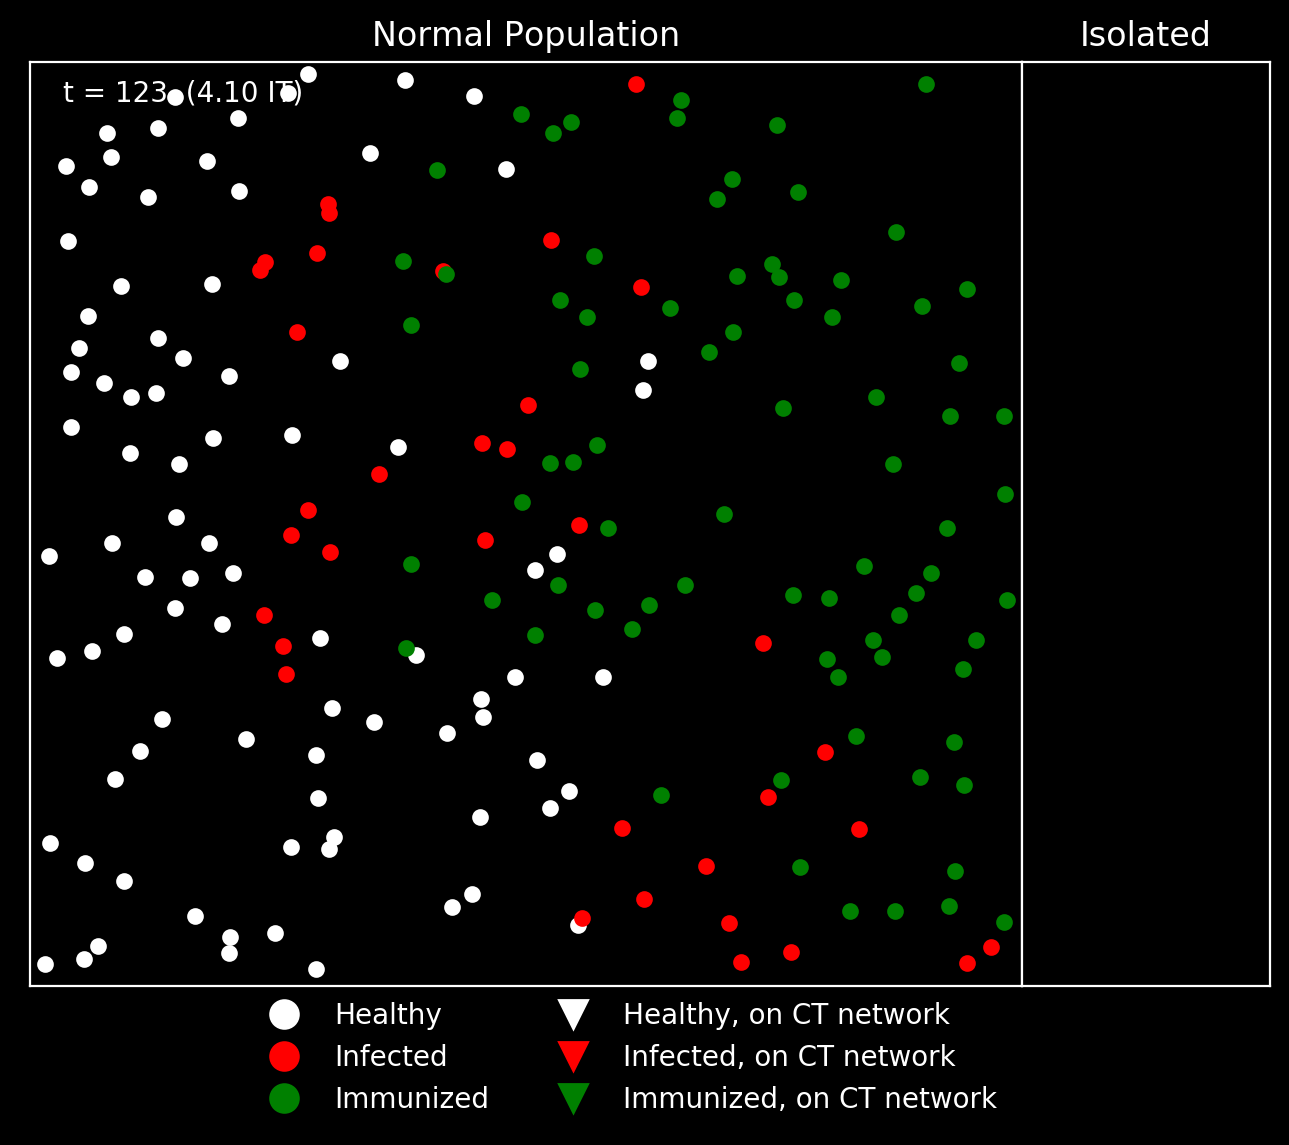 Normal Population
Isolated
t = 123 (4.10 IT)
Healthy
Infected
Immunized
Healthy, on CT network
Infected, on CT network
Immunized, on CT network